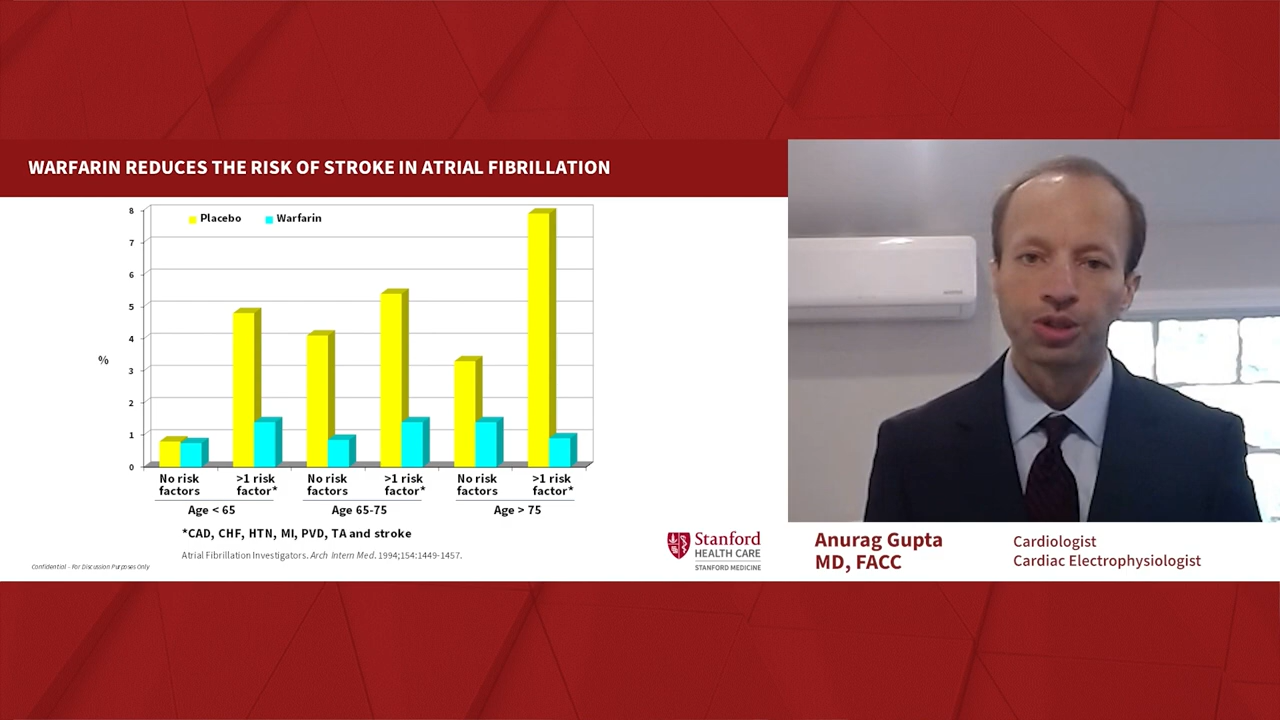 WARFARIN REDUCES THE RISK OF STROKE IN ATRIAL FIBRILLATION
Placebo Warfarin
8
7
6
5
4
%
3
2
1
0
No risk factors
>1 risk factor*
No risk factors
>1 risk factor*
No risk factors
>1 risk factor*
Age < 65
Age 65-75
Age > 75
*CAD, CHF, HTN, MI, PVD, TA and stroke
Atrial Fibrillation Investigators. Arch Intern Med. 1994;154:1449-1457.
Confidential - For Discussion Purposes Only
Stanford
HEALTH CARE
STANFORD MEDICINE
Anurag Gupta
MD, FACC
Cardiologist
Cardiac Electrophysiologist